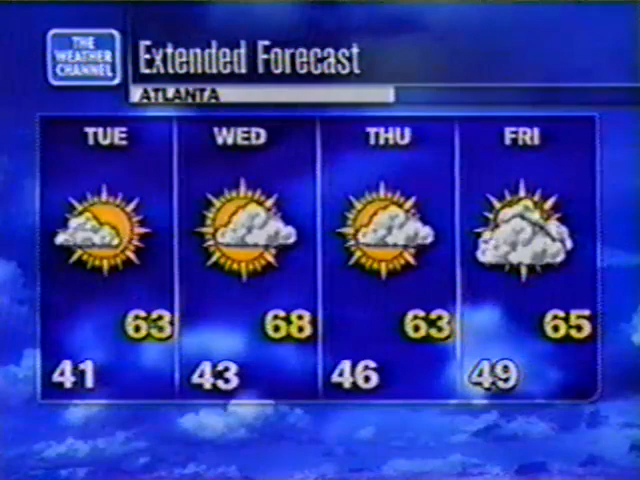 THE
WEATHER
CHANNEL
Extended Forecast
ATLANTA
TUE WED THU FRI
63 68 63 65
41 43 46 49